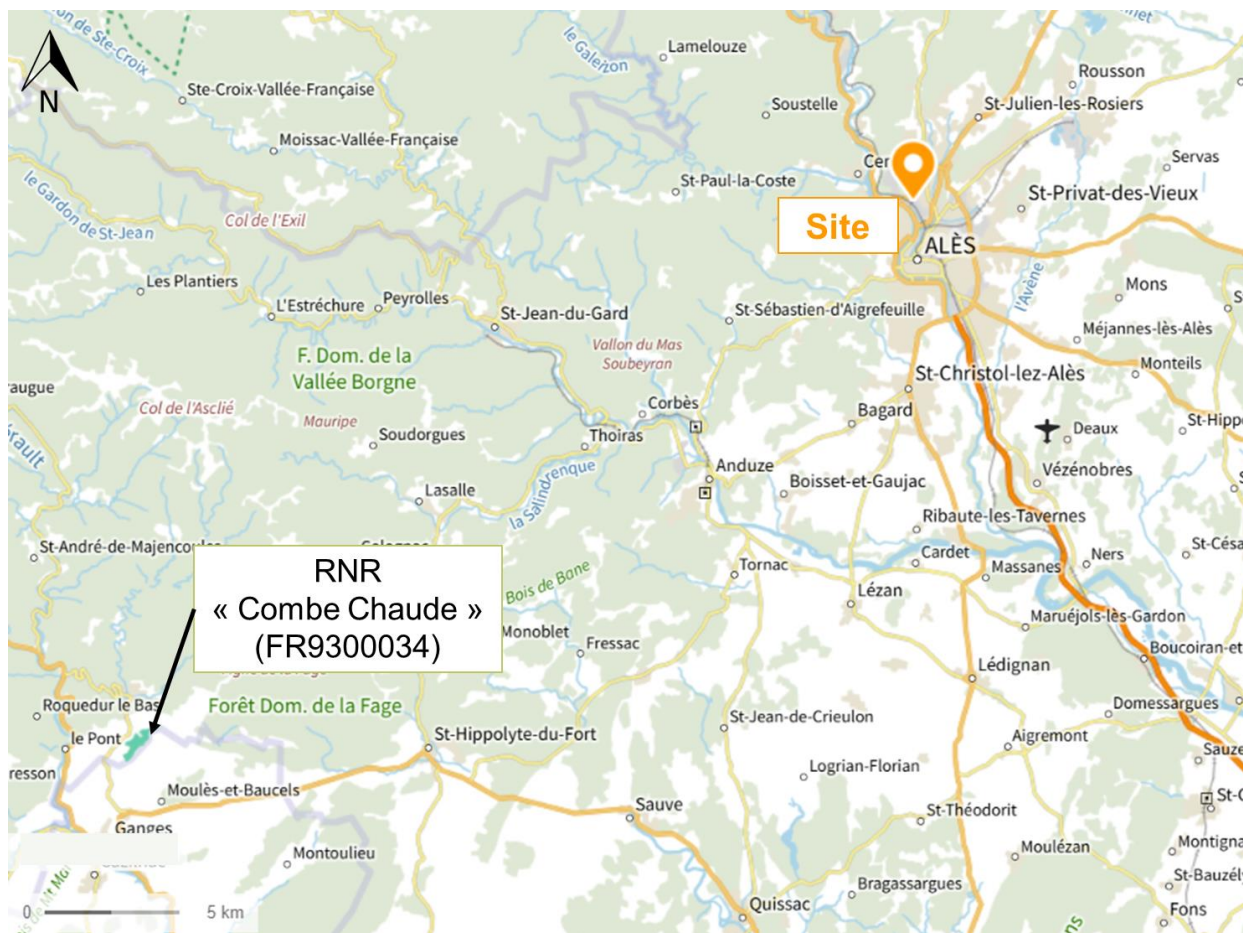 N
Ste-Croix-Vallée-Française
Moissac-Vallée-Française
le Galeizon
Lamelouze
Soustelle
Rousson
St-Julien-les-Rosiers
Servas
St-Paul-la-Coste
St-Privat-des-Vieux
le Gardon de St-Jean
Col de l'Exil
Site
ALÈS
l'Avène
Les Plantiers
L'Estréchure
Peyrolles
St-Jean-du-Gard
St-Sébastien-d'Aigrefeuille
Mons
Méjannes-lès-Alès
Monteils
F. Dom. de la
Vallée Borgne
Vallon du Mas
Soubeyran
St-Christol-lez-Alès
Col de l'Asclié
Mauripe
Soudorgues
Corbès
Thoiras
Bagard
Deaux
Vézénobres
Anduze
Boisset-et-Gaujac
Lasalle
la Salindrenque
Ribaute-les-Tavernes
St-André-de-Majencoules
Cardet
Massanes
Ners
RNR
« Combe Chaude »
(FR9300034)
Bois de Bane
Tornac
Lézan
Maruéjols-lès-Gardon
Monoblet
Fressac
Boucoiran-et
Lédignan
Roquedur le Bas
Forêt Dom. de la Fage
le Pont
St-Hippolyte-du-Fort
St-Jean-de-Crieulon
Domessargues
Aigremont
Logrian-Florian
Moulès-et-Baucels
Sauve
St-Théodorit
Ganges
Montoulieu
Moulézan
Bragassargues
Quissac
Fons
0
5 km